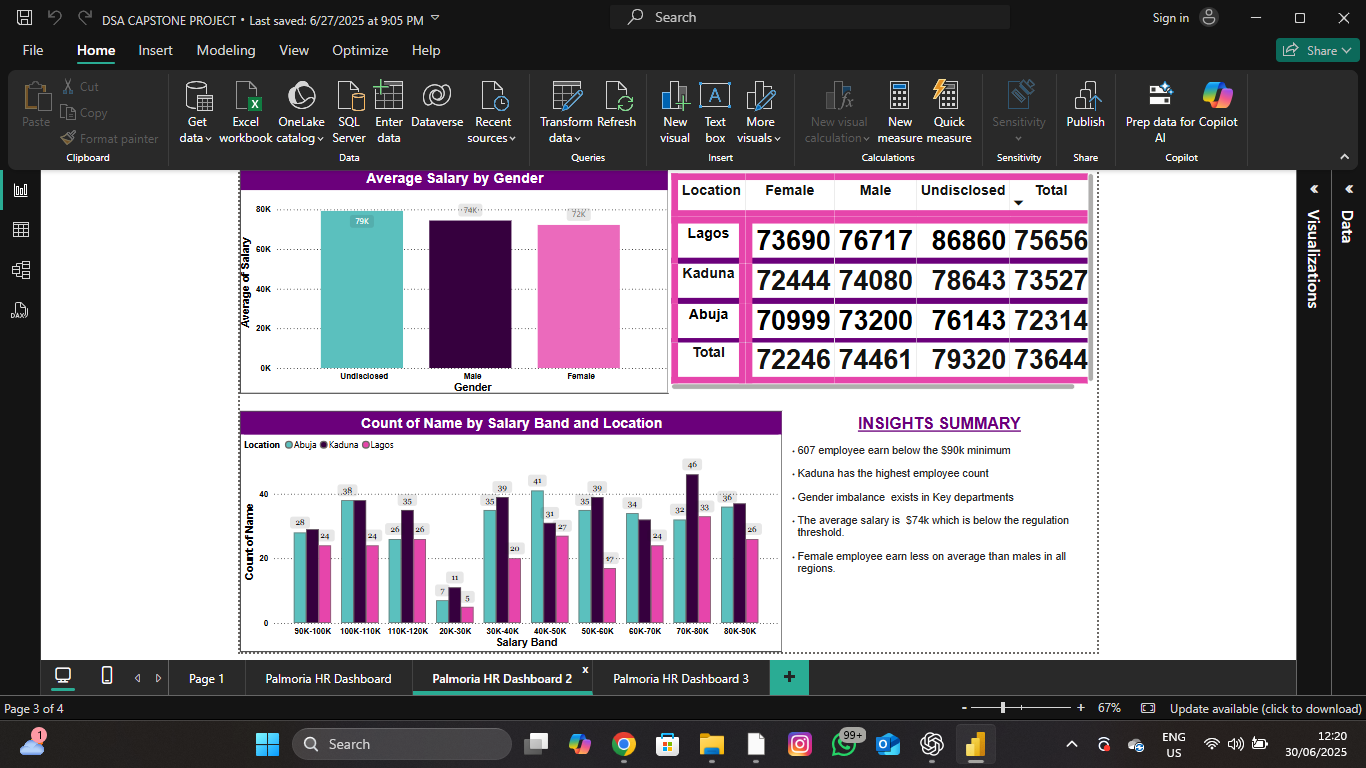 DSA CAPSTONE PROJECT • Last saved: 6/27/2025 at 9:05 PM
Search
Sign in
File Home Insert Modeling View Optimize Help
Share
Paste
Cut
Copy
Format painter
Clipboard
Get data
Excel workbook
OneLake catalog
SQL Server
Enter data
Dataverse
Recent sources
Data
Transform data
Refresh
Queries
New visual
Text box
More visuals
Insert
New visual calculation
New measure
Quick measure
Calculations
Sensitivity
Sensitivity
Publish
Share
Prep data for AI
Copilot
Copilot
Average Salary by Gender
Average of Salary
80K
60K
40K
20K
0K
79K
74K
72K
Undisclosed Male Female
Gender
Location Female Male Undisclosed Total
Lagos 73690 76717 86860 75656
Kaduna 72444 74080 78643 73527
Abuja 70999 73200 76143 72314
Total 72246 74461 79320 73644
Visualizations
Data
Count of Name by Salary Band and Location
Location Abuja Kaduna Lagos
Count of Name
40
20
0
28 24
38 24
26 35 26
7 11 5
35 39 20
41 31 27
35 39 17
34 24
32 46 33
36 26
90K-100K 100K-110K 110K-120K 20K-30K 30K-40K 40K-50K 50K-60K 60K-70K 70K-80K 80K-90K
Salary Band
INSIGHTS SUMMARY
• 607 employee earn below the $90k minimum
• Kaduna has the highest employee count
• Gender imbalance exists in Key departments
• The average salary is $74k which is below the regulation
threshold.
• Female employee earn less on average than males in all
regions.
Page 1
Palmoria HR Dashboard
Palmoria HR Dashboard 2
x
Palmoria HR Dashboard 3
+
Page 3 of 4
- + 67%
Update available (click to download)
1
Search
99+
ENG
US
12:20
30/06/2025